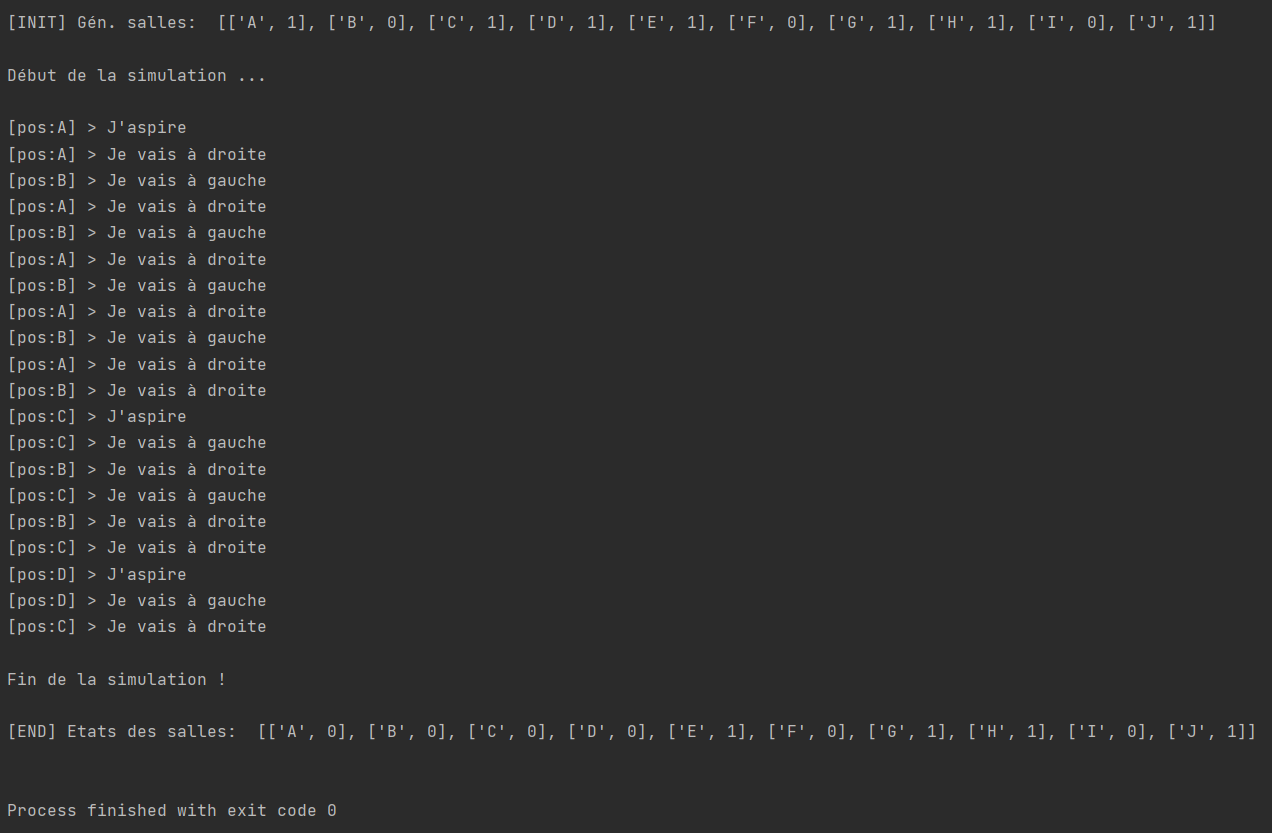 [INIT] Gén. salles:  [['A', 1], ['B', 0], ['C', 1], ['D', 1], ['E', 1], ['F', 0], ['G', 1], ['H', 1], ['I', 0], ['J', 1]]
Début de la simulation ...
[pos:A] > J'aspire
[pos:A] > Je vais à droite
[pos:B] > Je vais à gauche
[pos:A] > Je vais à droite
[pos:B] > Je vais à gauche
[pos:A] > Je vais à droite
[pos:B] > Je vais à gauche
[pos:A] > Je vais à droite
[pos:B] > Je vais à gauche
[pos:A] > Je vais à droite
[pos:B] > Je vais à droite
[pos:C] > J'aspire
[pos:C] > Je vais à gauche
[pos:B] > Je vais à droite
[pos:C] > Je vais à gauche
[pos:B] > Je vais à droite
[pos:C] > Je vais à droite
[pos:D] > J'aspire
[pos:D] > Je vais à gauche
[pos:C] > Je vais à droite
Fin de la simulation !
[END] Etats des salles:  [['A', 0], ['B', 0], ['C', 0], ['D', 0], ['E', 1], ['F', 0], ['G', 1], ['H', 1], ['I', 0], ['J', 1]]
Process finished with exit code 0